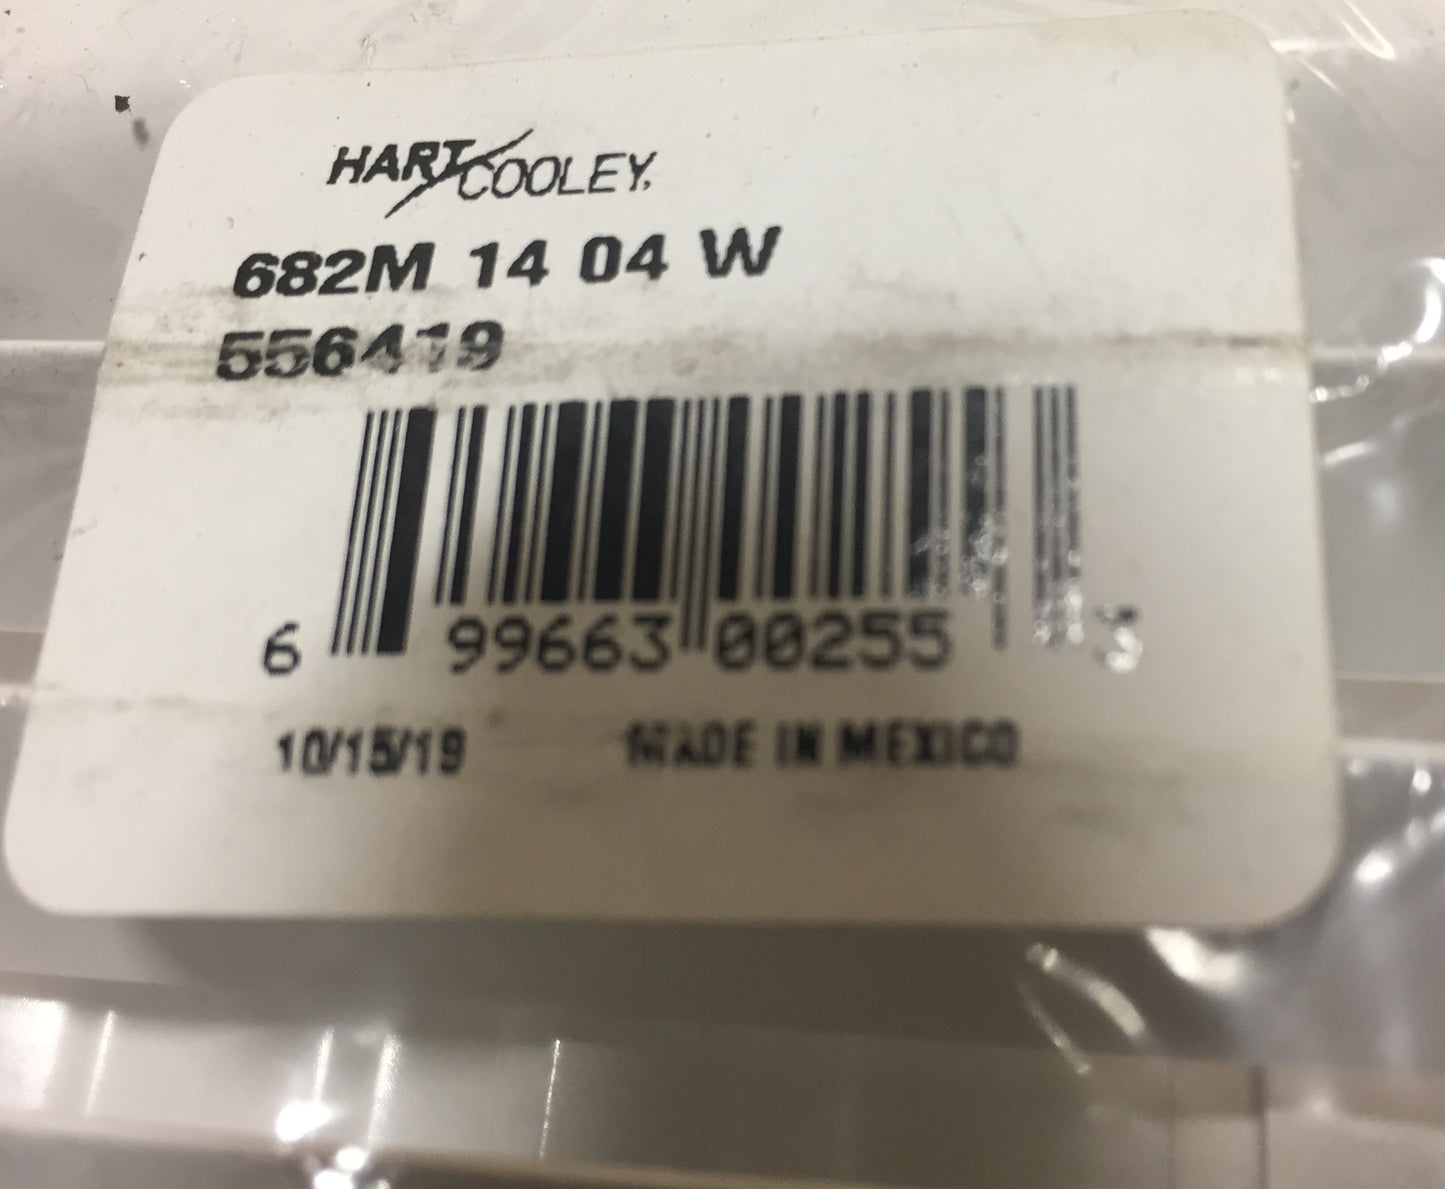 HART COOLEY
682M 14 04 W
556419
6 99663 00255
10/15/19 MADE IN MEXICO